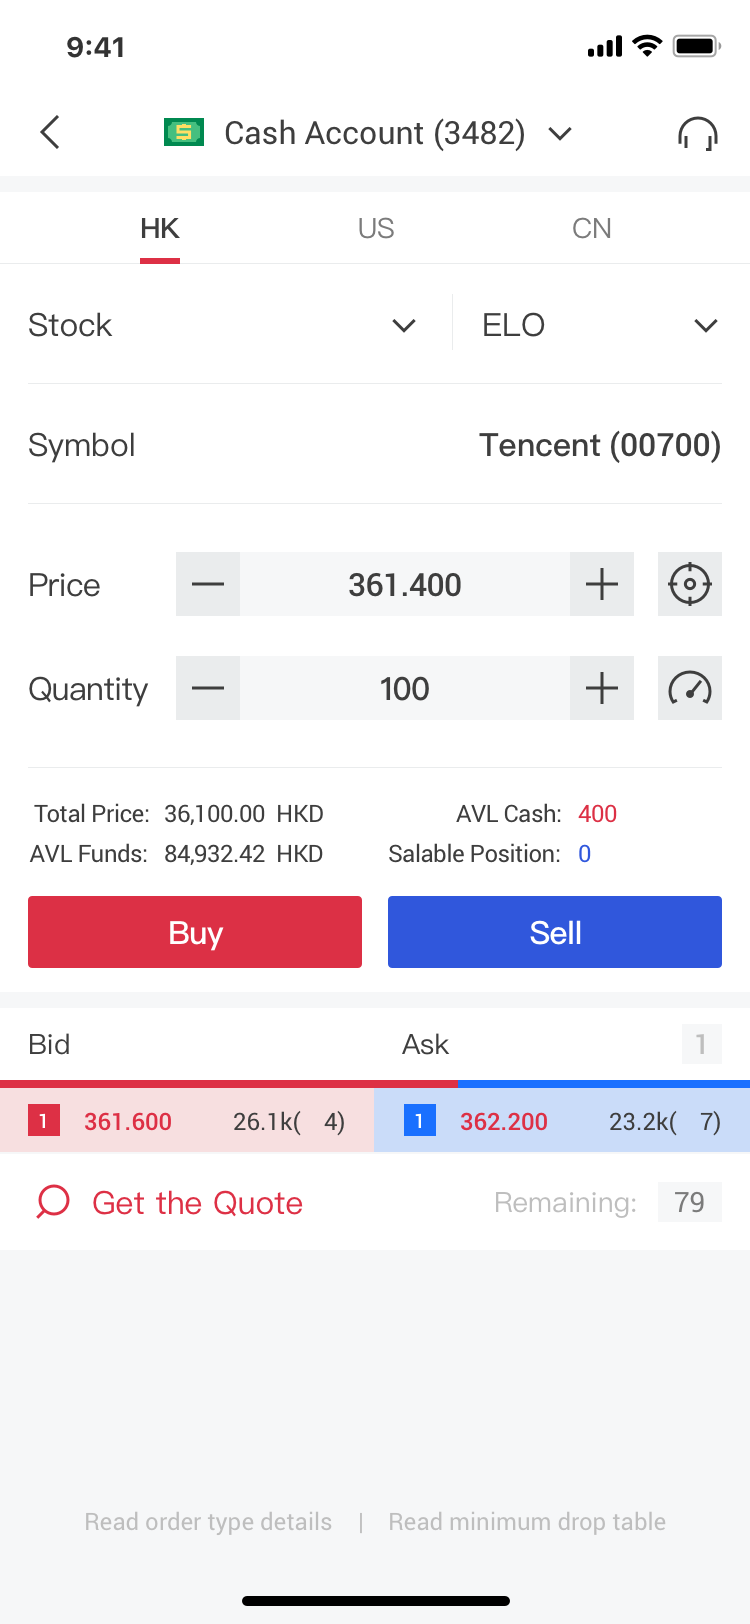 9:41
Cash Account (3482)
HK US CN
Stock ELO
Symbol Tencent (00700)
Price 361.400
Quantity 100
Total Price: 36,100.00 HKD AVL Cash: 400
AVL Funds: 84,932.42 HKD Salable Position: 0
Buy Sell
Bid Ask 1
1 361.600 26.1k( 4) 1 362.200 23.2k( 7)
Get the Quote Remaining: 79
Read order type details | Read minimum drop table